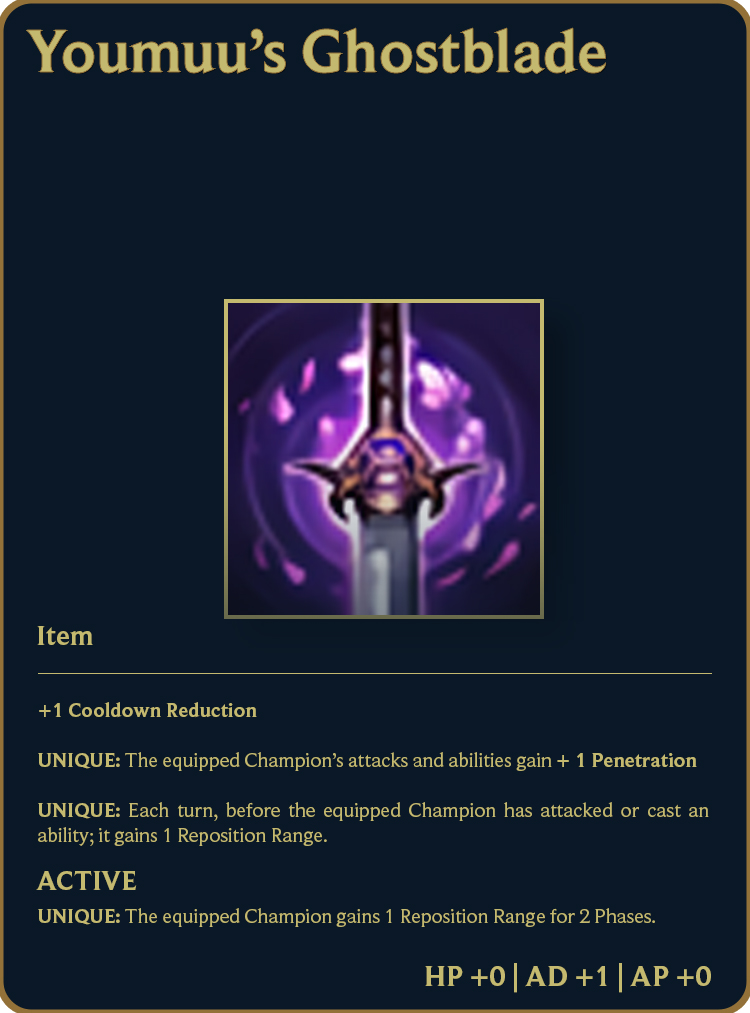 Youmuu’s Ghostblade
Item
+1 Cooldown Reduction
UNIQUE: The equipped Champion’s attacks and abilities gain + 1 Penetration
UNIQUE: Each turn, before the equipped Champion has attacked or cast an
ability; it gains 1 Reposition Range.
ACTIVE
UNIQUE: The equipped Champion gains 1 Reposition Range for 2 Phases.
HP +0 | AD +1 | AP +0